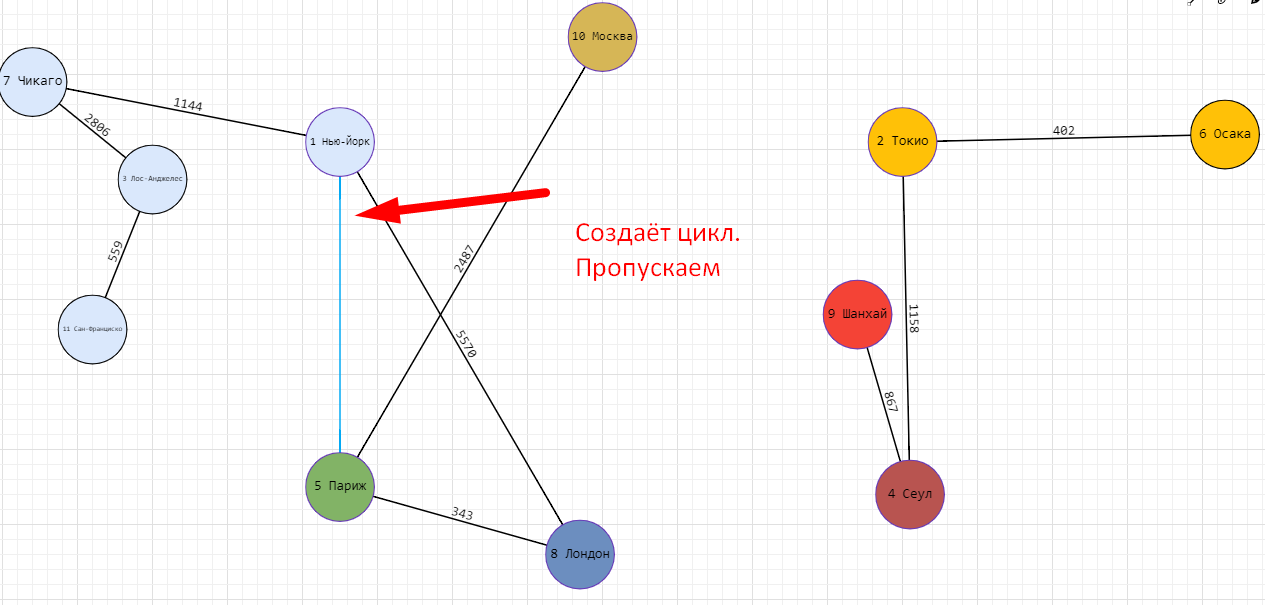 10 Москва
7 Чикаго
1144
2806
1 Нью-Йорк
2 Токио
402
6 Осака
3 Лос-Анджелес
Создаёт цикл.
Пропускаем
559
2487
9 Шанхай
1158
11 Сан-Франциско
5570
867
5 Париж
4 Сеул
343
8 Лондон